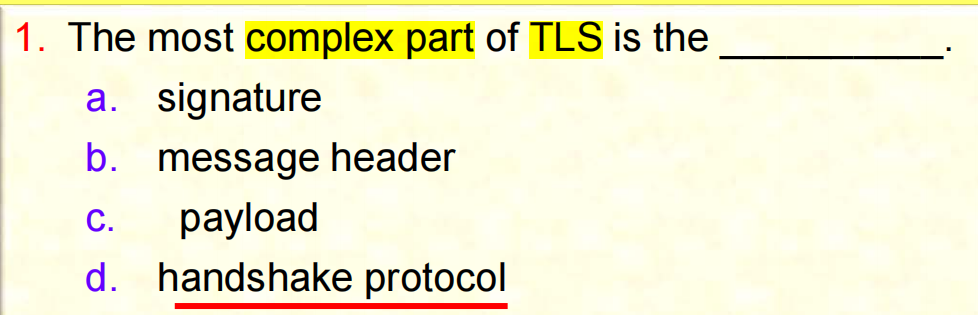 1. The most complex part of TLS is the __________.
a. signature
b. message header
c. payload
d. handshake protocol